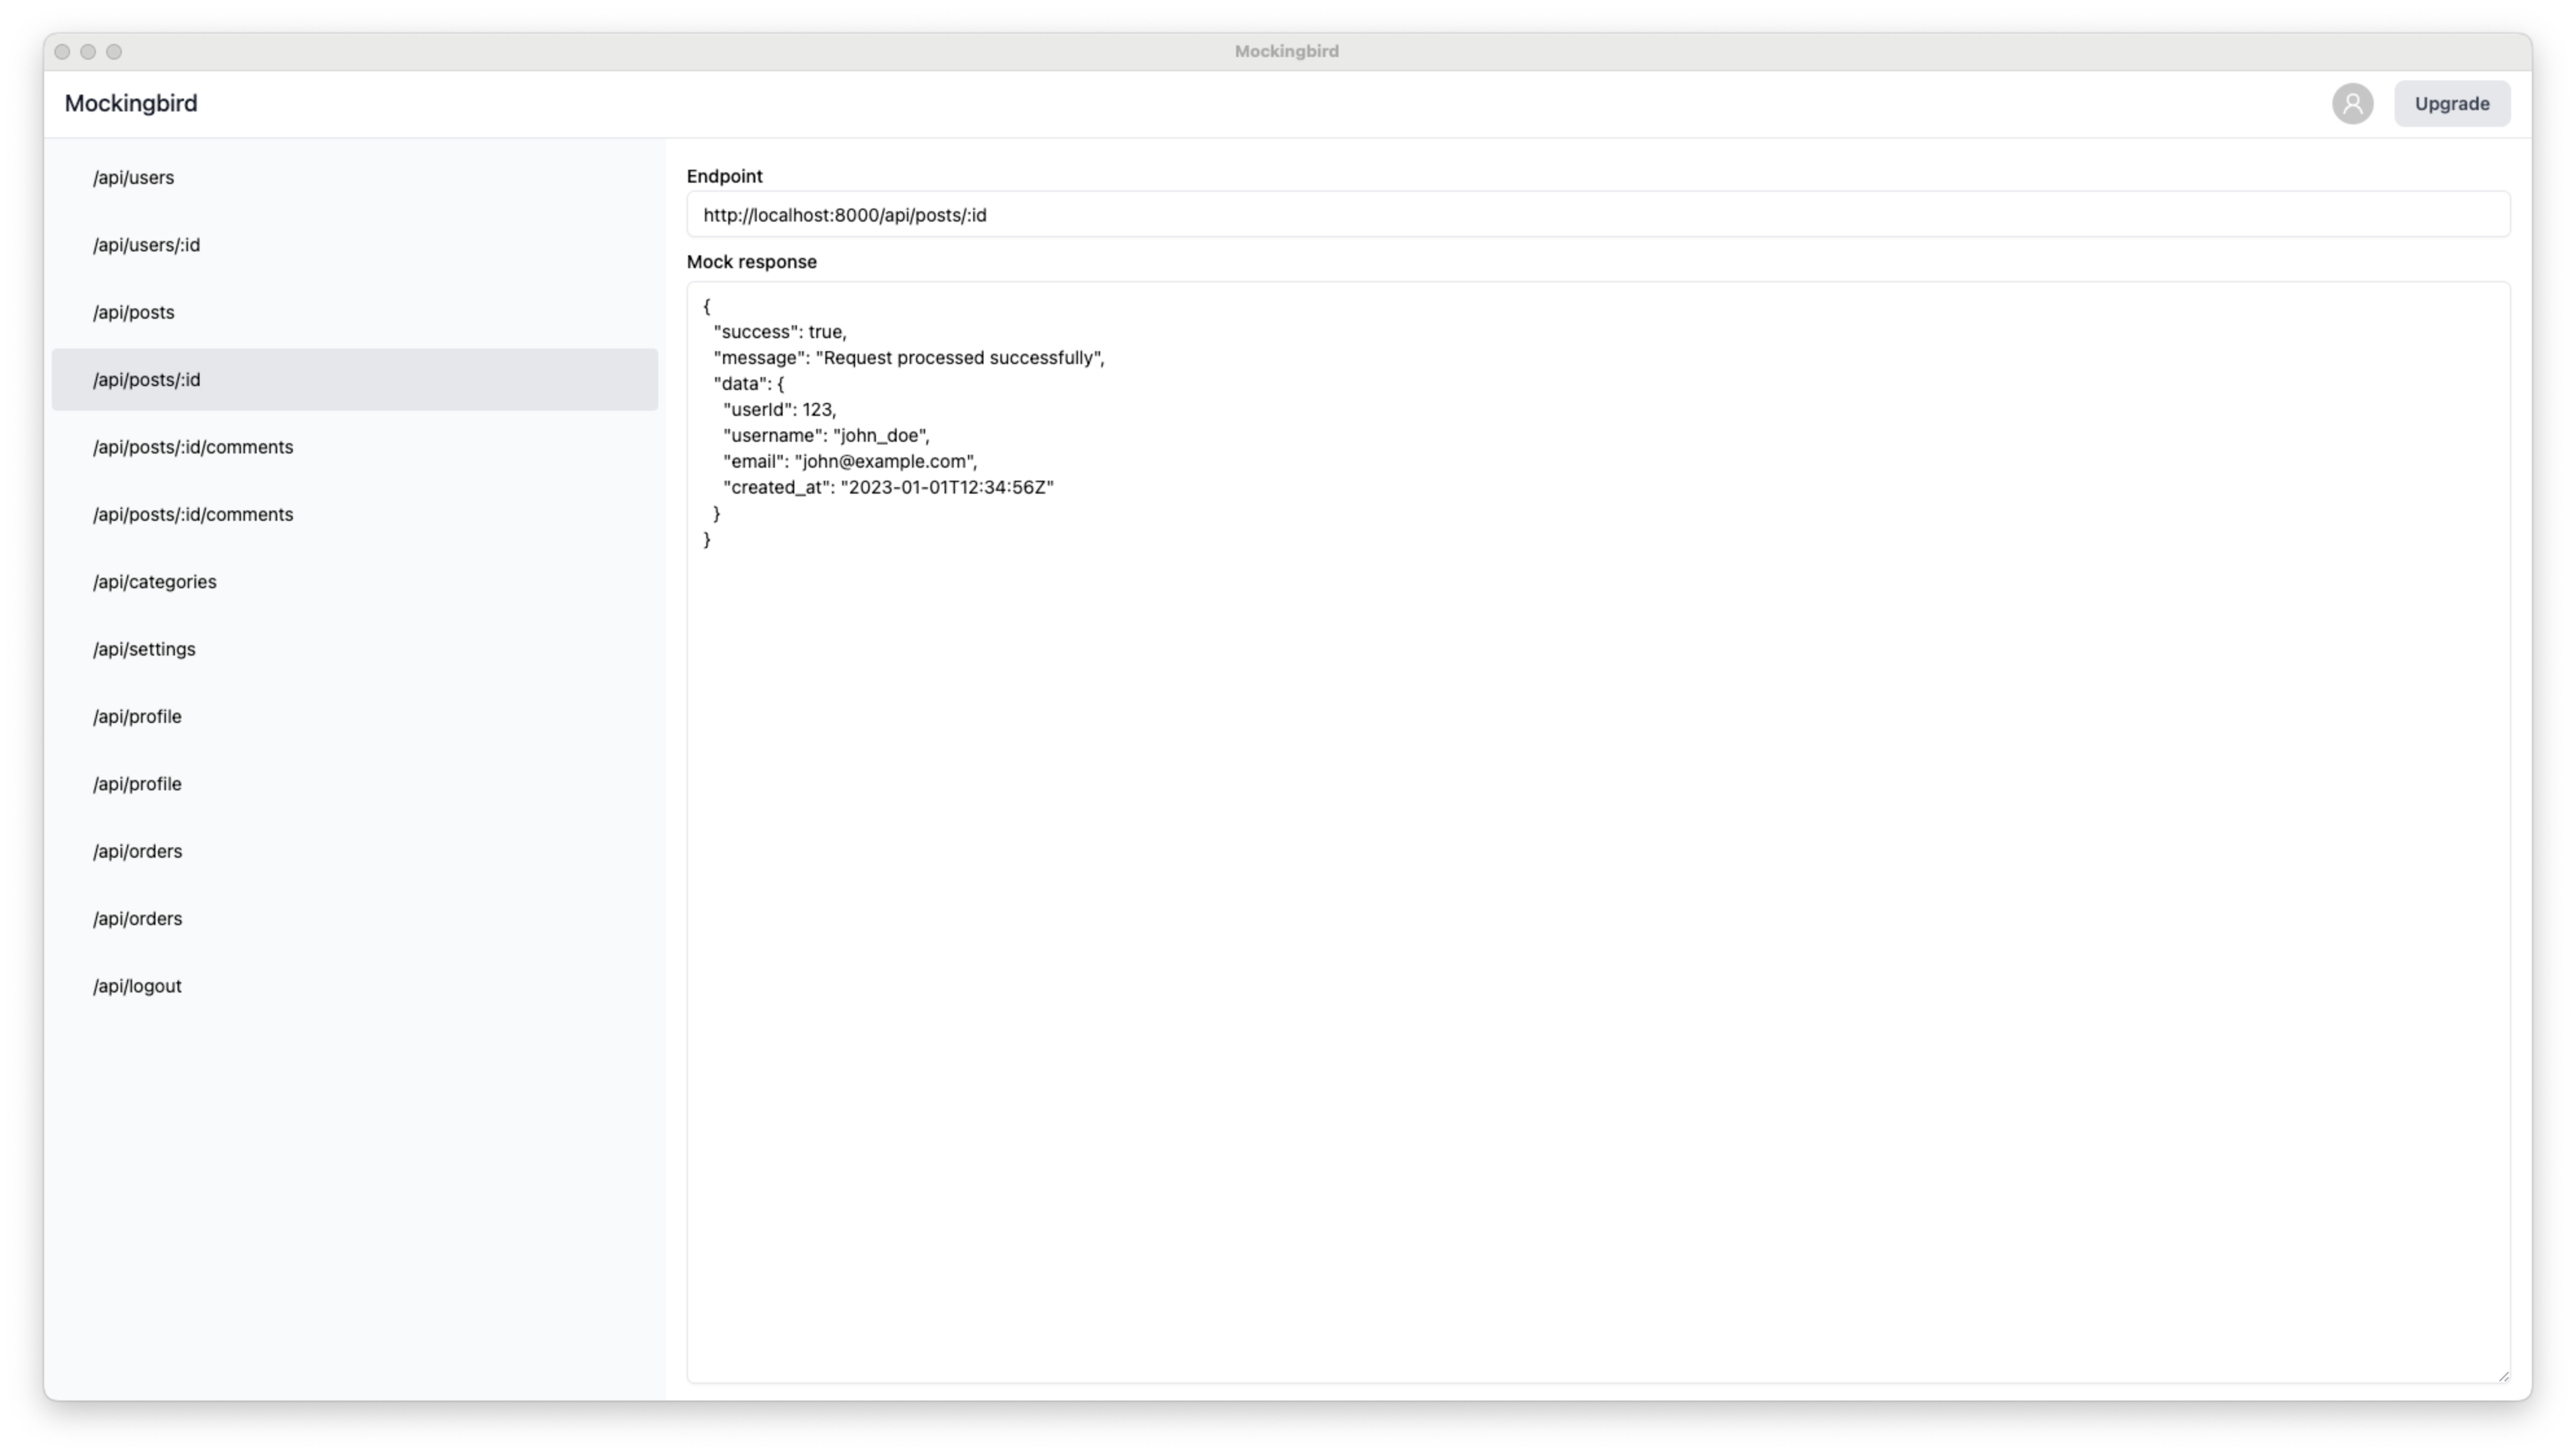 Mockingbird
Mockingbird
Upgrade
/api/users
/api/users/:id
/api/posts
/api/posts/:id
/api/posts/:id/comments
/api/posts/:id/comments
/api/categories
/api/settings
/api/profile
/api/profile
/api/orders
/api/orders
/api/logout
Endpoint
http://localhost:8000/api/posts/:id
Mock response
{
  "success": true,
  "message": "Request processed successfully",
  "data": {
    "userId": 123,
    "username": "john_doe",
    "email": "john@example.com",
    "created_at": "2023-01-01T12:34:56Z"
  }
}